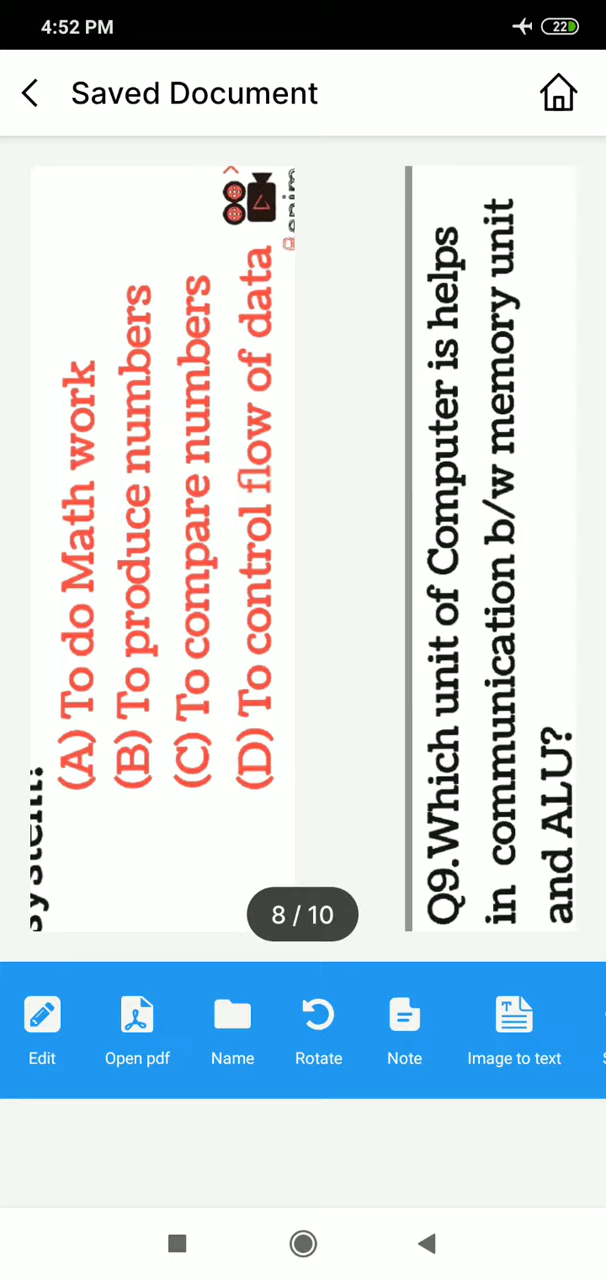 4:52 PM
22
Saved Document
system?
(A) To do Math work
(B) To produce numbers
(C) To compare numbers
(D) To control flow of data
Q9.Which unit of Computer is helps
in communication b/w memory unit
and ALU?
8 / 10
Edit
Open pdf
Name
Rotate
Note
Image to text